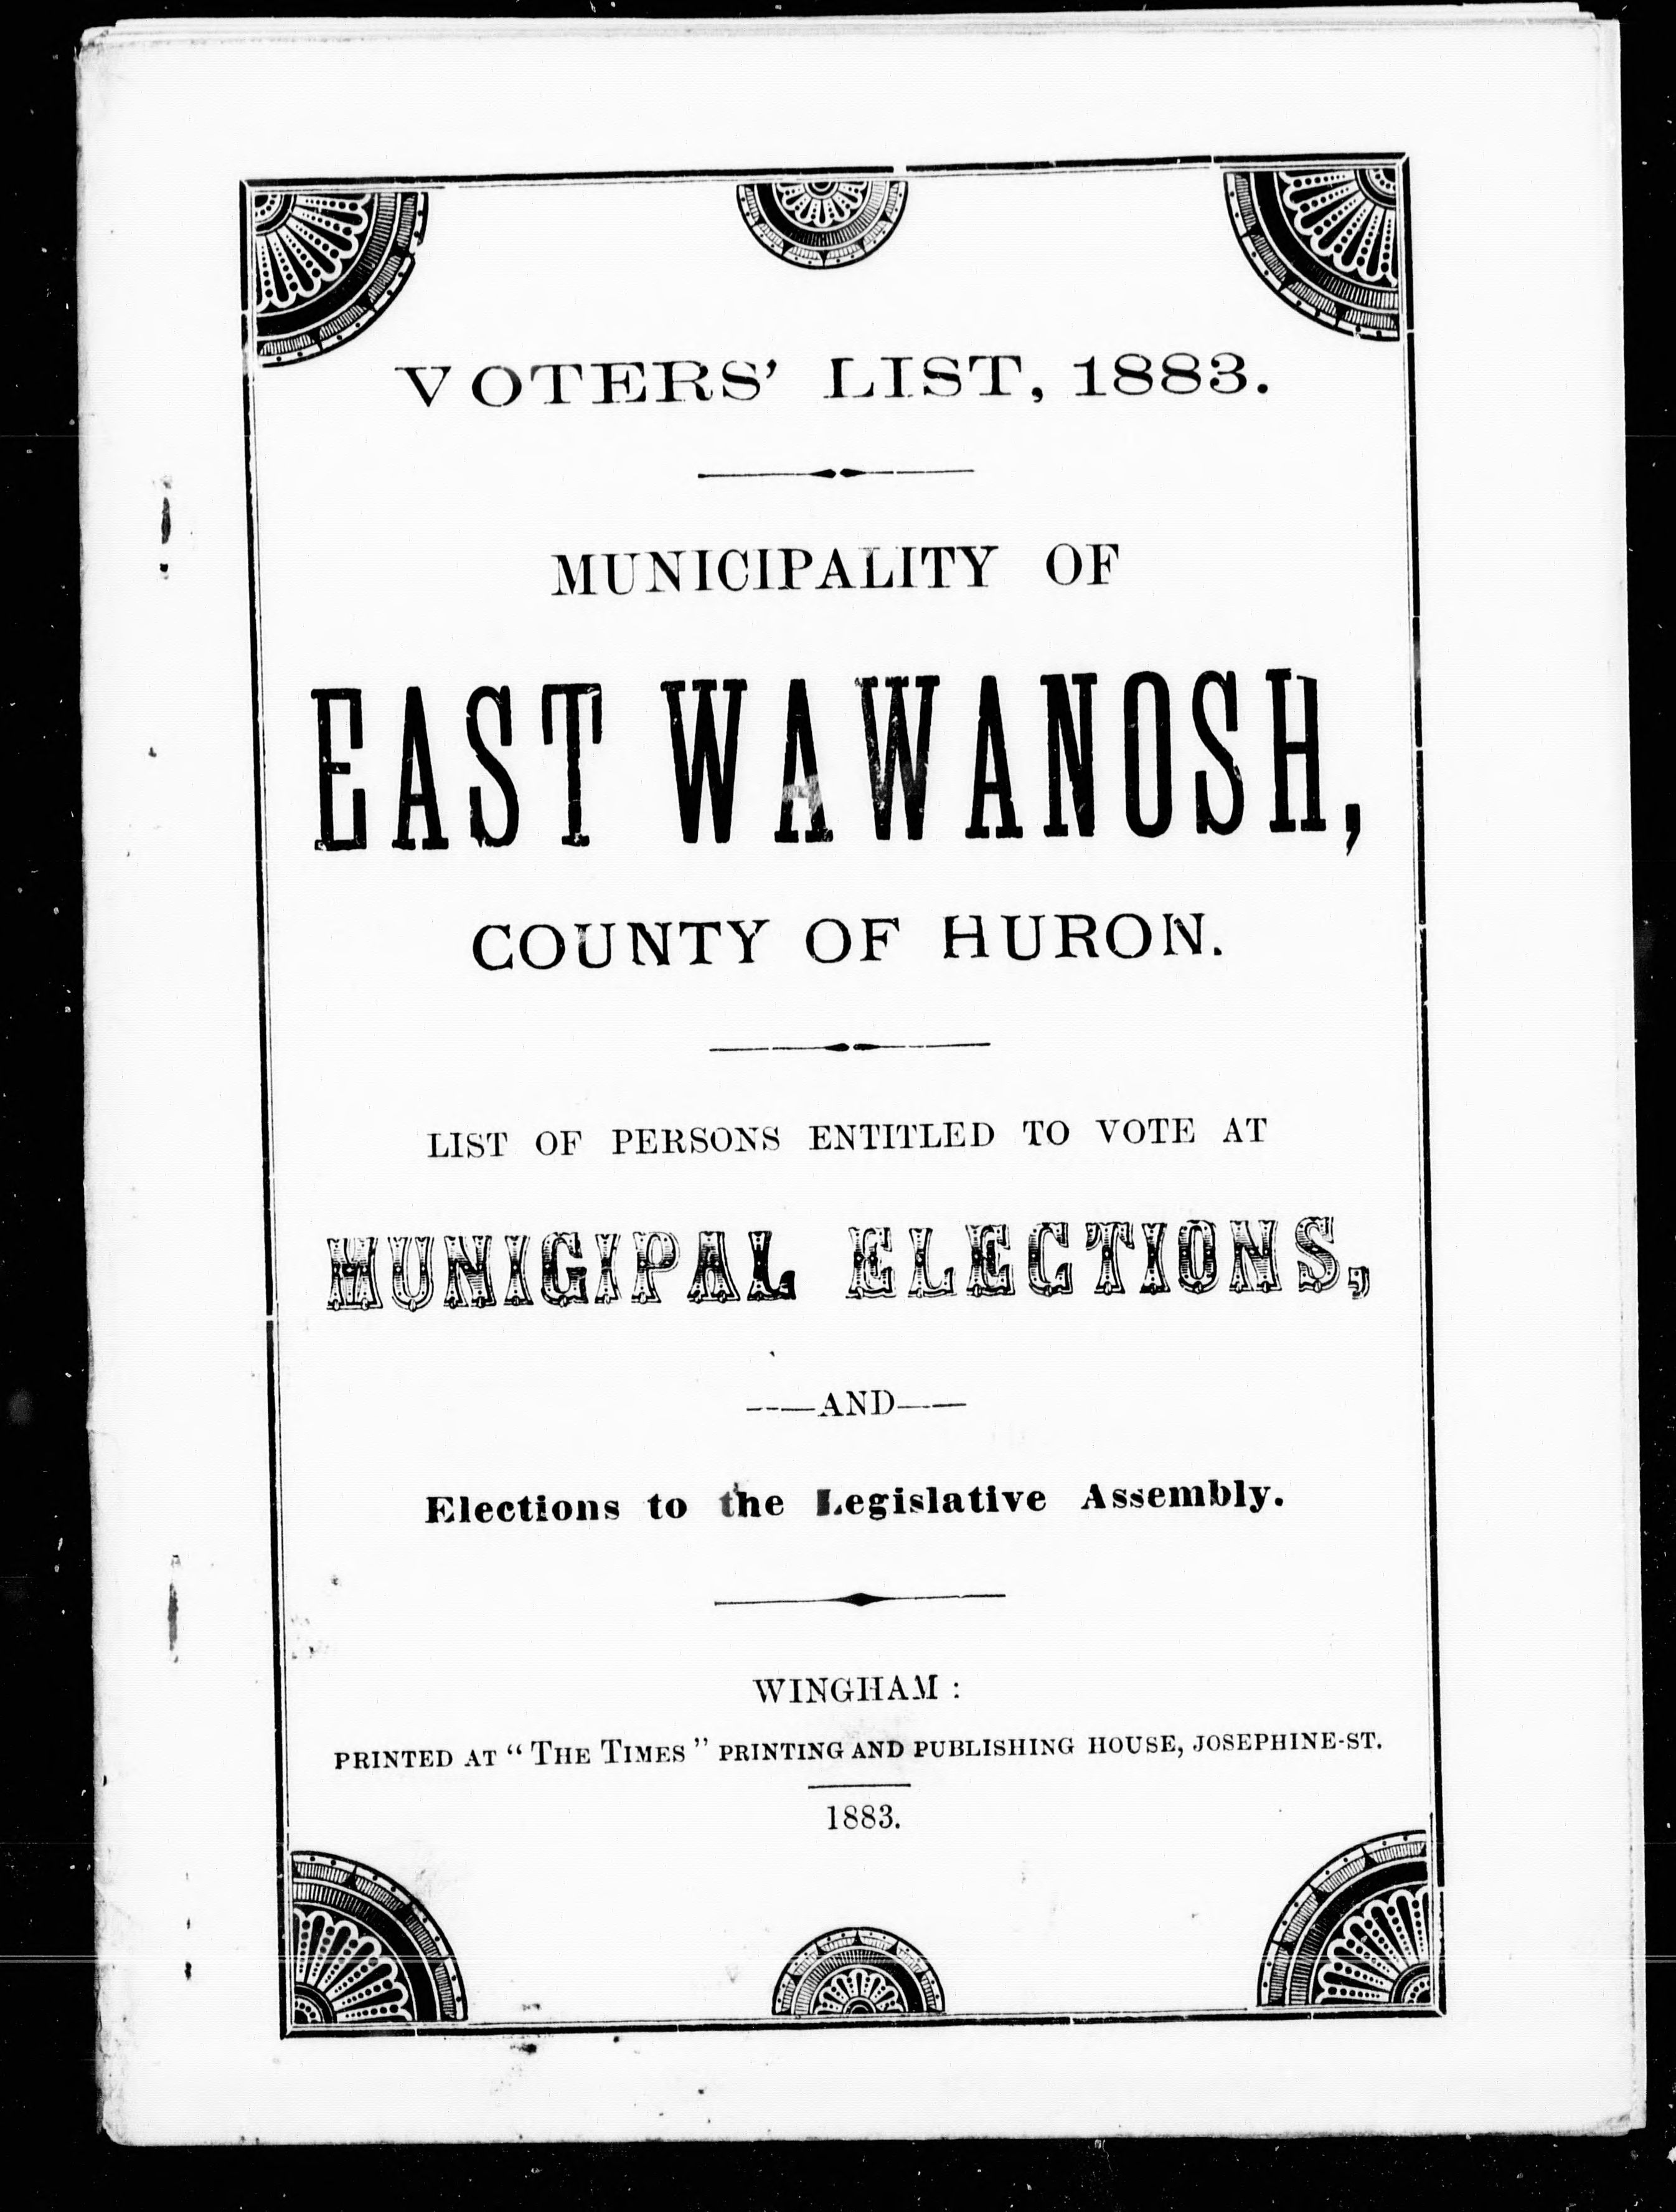 VOTERS' LIST, 1883.
MUNICIPALITY OF
EAST WAWANOSH,
COUNTY OF HURON.
LIST OF PERSONS ENTITLED TO VOTE AT
MUNICIPAL ELECTIONS,
——AND——
Elections to the Legislative Assembly.
WINGHAM :
PRINTED AT “ THE TIMES ” PRINTING AND PUBLISHING HOUSE, JOSEPHINE-ST.
1883.